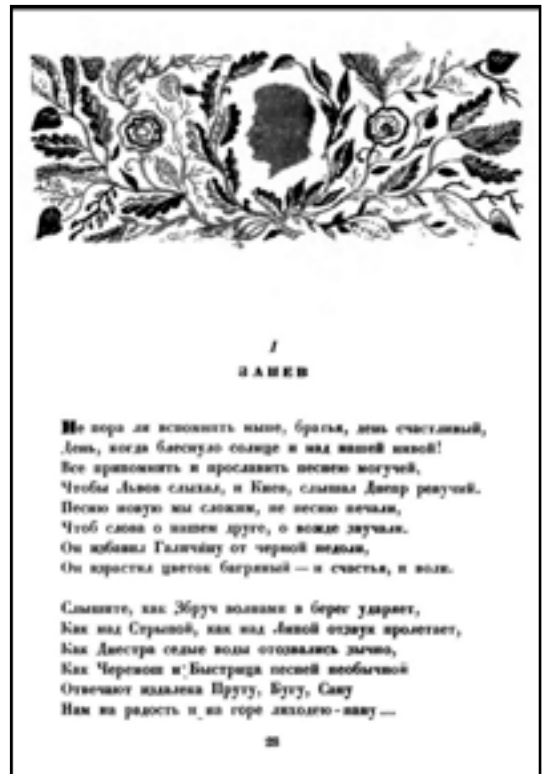 I
ЗАПЕВ
Не пора ли вспомнить ныне, братья, день счастливый,
День, когда блеснуло солнце и над нашей нивой!
Все припомнить и прославить песнею могучей,
Чтобы Львов слыхал, и Киев, слышал Днепр ревучий.
Песню новую мы сложим, не песню печали,
Чтоб слова о нашем друге, о вожде звучали.
Он избавил Галичину от черной недоли,
Он взрастил цветок багряный — и счастья, и воли.
Слышите, как Збруч волнами в берег ударяет,
Как над Стрыпой, как над Липой отзвук пролетает,
Как Днестра седые воды отозвались зычно,
Как Черемош и Быстрица песней необычной
Отвечают издалека Пруту, Бугу, Сану
Нам на радость и на горе лиходею-пану...